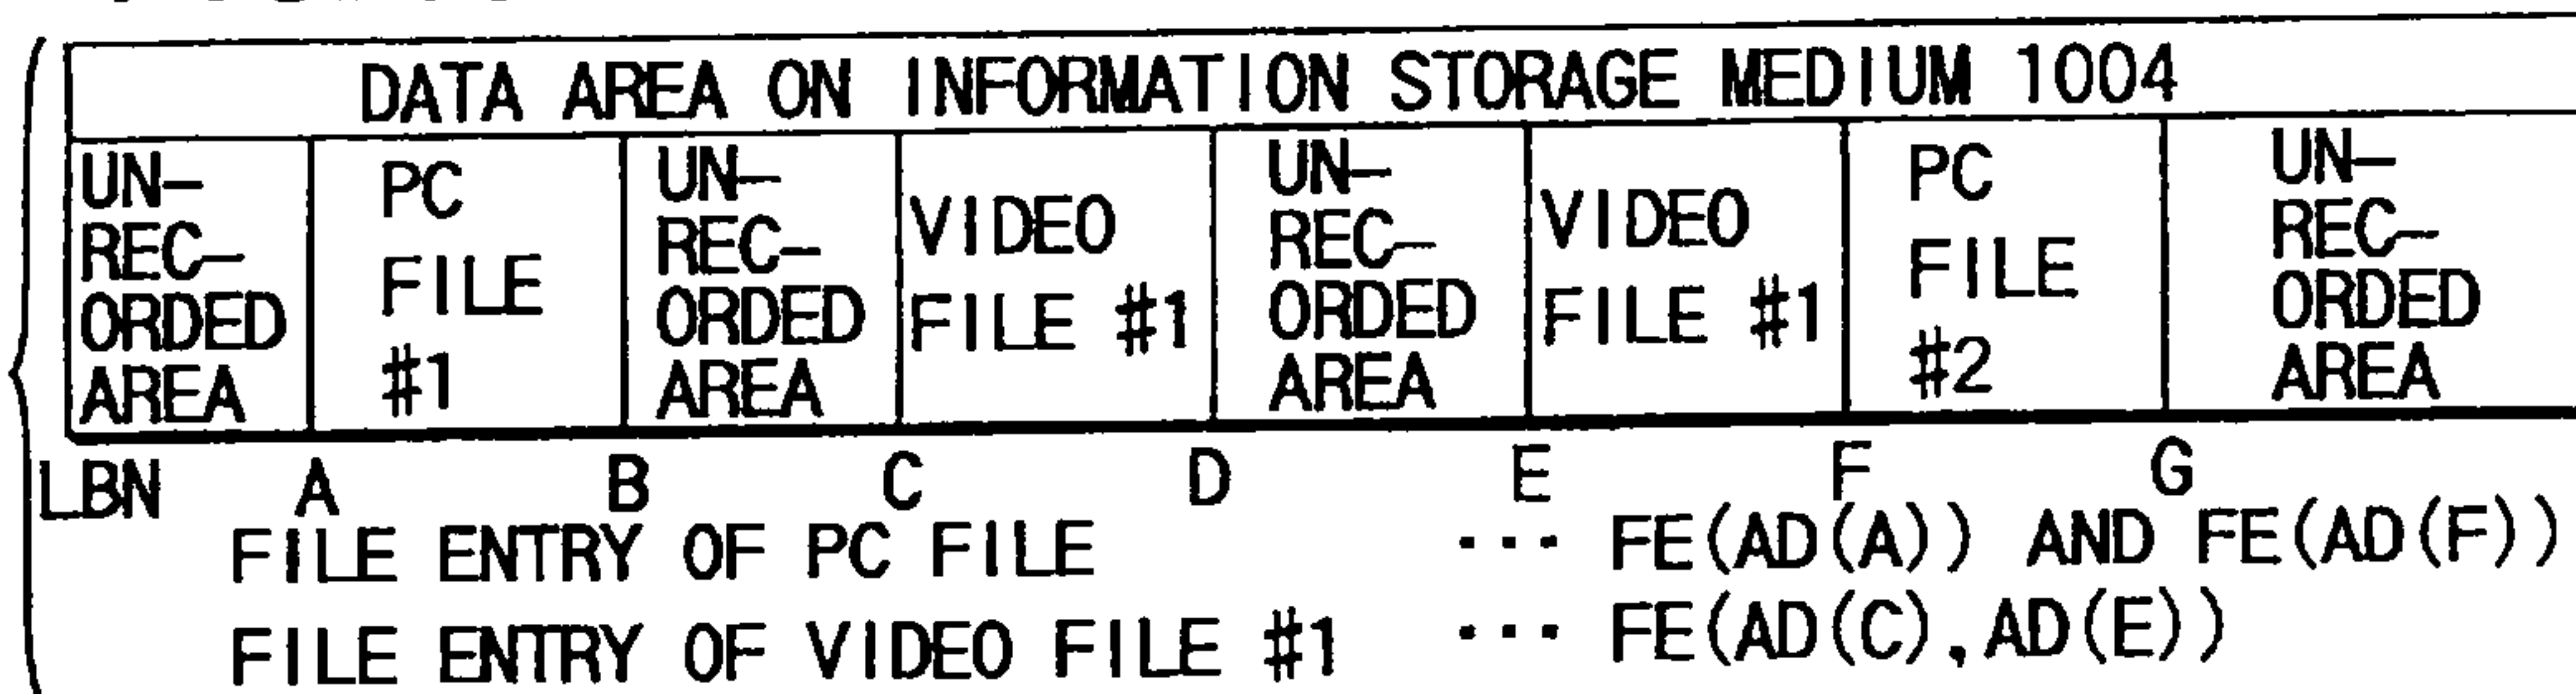 DATA AREA ON INFORMATION STORAGE MEDIUM 1004
UN-
REC-
ORDED
AREA
PC
FILE
#1
UN-
REC-
ORDED
AREA
VIDEO
FILE #1
UN-
REC-
ORDED
AREA
VIDEO
FILE #1
PC
FILE
#2
UN-
REC-
ORDED
AREA
LBN A B C D E F G
FILE ENTRY OF PC FILE ··· FE(AD(A)) AND FE(AD(F))
FILE ENTRY OF VIDEO FILE #1 ··· FE(AD(C),AD(E))